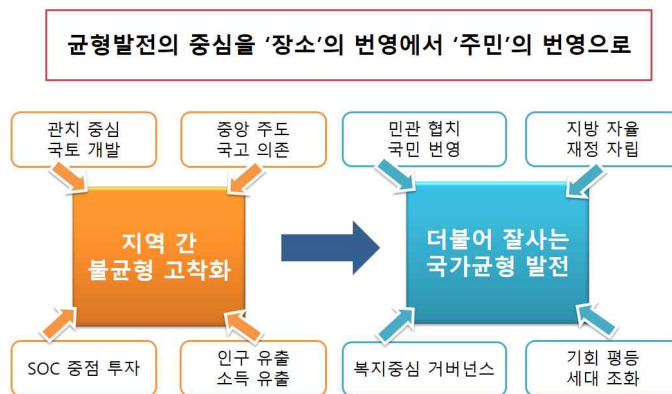 균형발전의 중심을 ‘장소’의 번영에서 ‘주민’의 번영으로
관치 중심
국토 개발
중앙 주도
국고 의존
지역 간
불균형 고착화
SOC 중점 투자
인구 유출
소득 유출
민관 협치
국민 번영
지방 자율
재정 자립
더불어 잘사는
국가균형 발전
복지중심 거버넌스
기회 평등
세대 조화